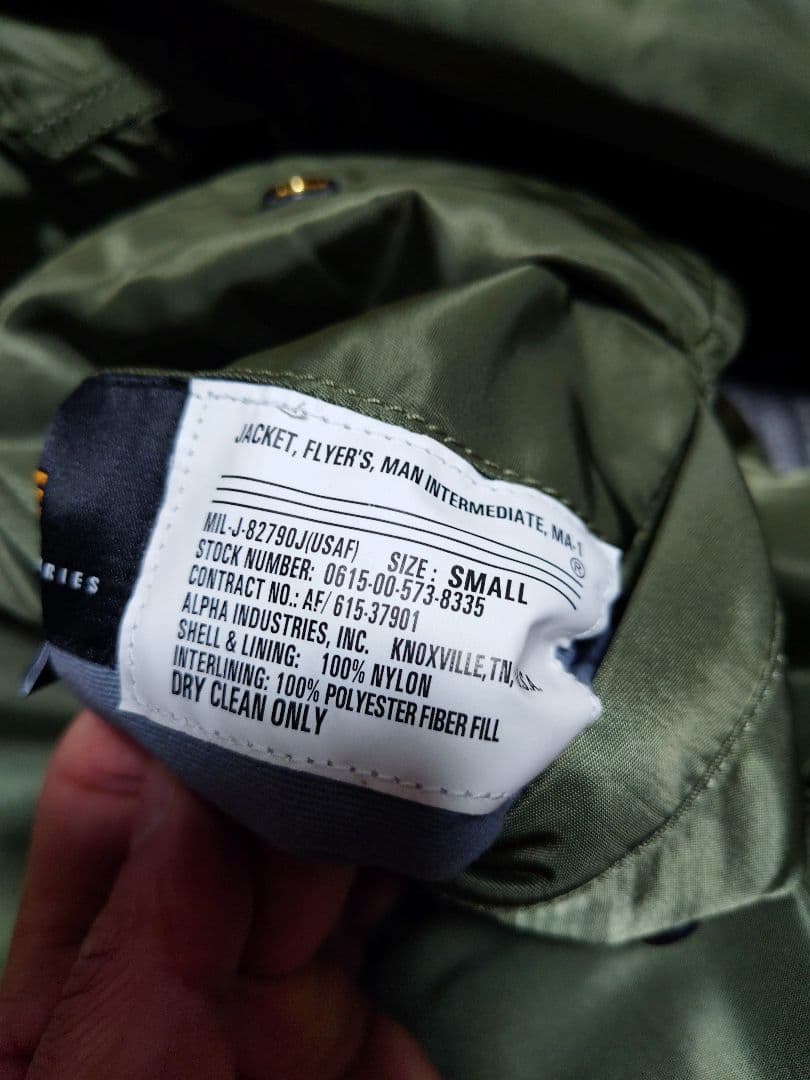 JACKET, FLYER'S, MAN INTERMEDIATE, MA-1
®
MIL-J-82790J(USAF) SIZE: SMALL
STOCK NUMBER: 0615-00-573-8335
CONTRACT NO.: AF/615-37901
ALPHA INDUSTRIES, INC. KNOXVILLE,TN, USA
SHELL & LINING: 100% NYLON
INTERLINING: 100% POLYESTER FIBER FILL
DRY CLEAN ONLY
RIES